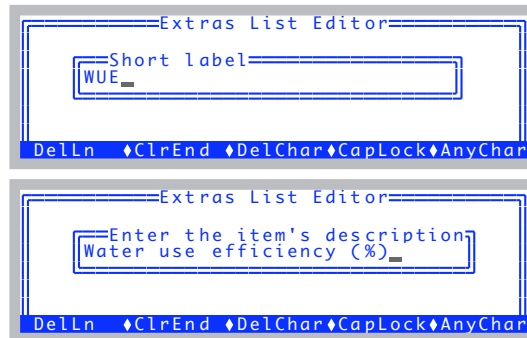 Extras List Editor
Short label
WUE
DelLn ♦ClrEnd ♦DelChar♦CapLock♦AnyChar
Extras List Editor
Enter the item's description
Water use efficiency (%)
DelLn ♦ClrEnd ♦DelChar♦CapLock♦AnyChar